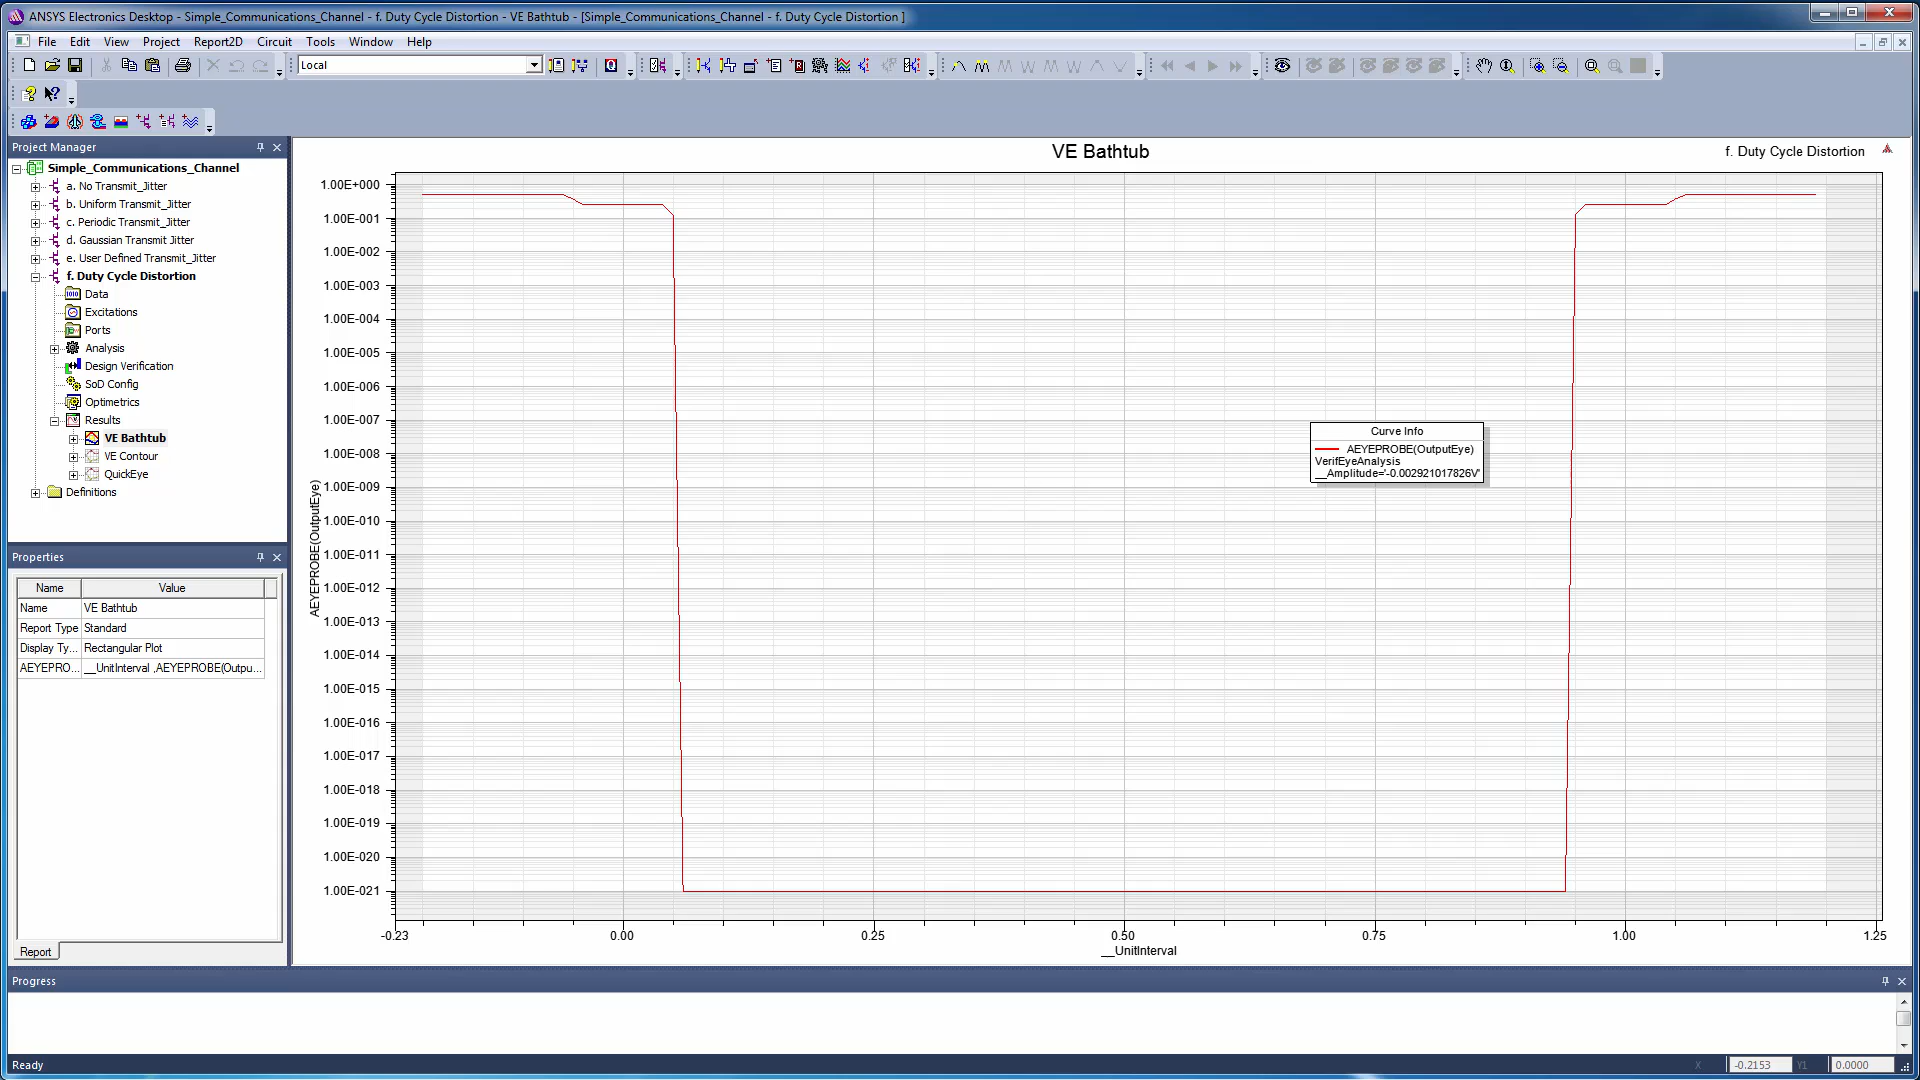 ANSYS Electronics Desktop - Simple_Communications_Channel - f. Duty Cycle Distortion - VE Bathtub - [Simple_Communications_Channel - f. Duty Cycle Distortion ]
File Edit View Project Report2D Circuit Tools Window Help
Local
Project Manager
Simple_Communications_Channel
a. No Transmit_Jitter
b. Uniform Transmit_Jitter
c. Periodic Transmit_Jitter
d. Gaussian Transmit Jitter
e. User Defined Transmit_Jitter
f. Duty Cycle Distortion
Data
Excitations
Ports
Analysis
Design Verification
SoD Config
Optimetrics
Results
VE Bathtub
VE Contour
QuickEye
Definitions
Properties
Name Value
Name VE Bathtub
Report Type Standard
Display Ty... Rectangular Plot
AEYEPRO... __UnitInterval ,AEYEPROBE(Outpu...
Report
VE Bathtub
f. Duty Cycle Distortion
AEYEPROBE(OutputEye)
1.00E+000
1.00E-001
1.00E-002
1.00E-003
1.00E-004
1.00E-005
1.00E-006
1.00E-007
1.00E-008
1.00E-009
1.00E-010
1.00E-011
1.00E-012
1.00E-013
1.00E-014
1.00E-015
1.00E-016
1.00E-017
1.00E-018
1.00E-019
1.00E-020
1.00E-021
Curve Info
AEYEPROBE(OutputEye)
VerifEyeAnalysis
__Amplitude='-0.002921017826V'
-0.23 0.00 0.25 0.50 0.75 1.00 1.25
__UnitInterval
Progress
Ready
X -0.2153 Y1 0.0000